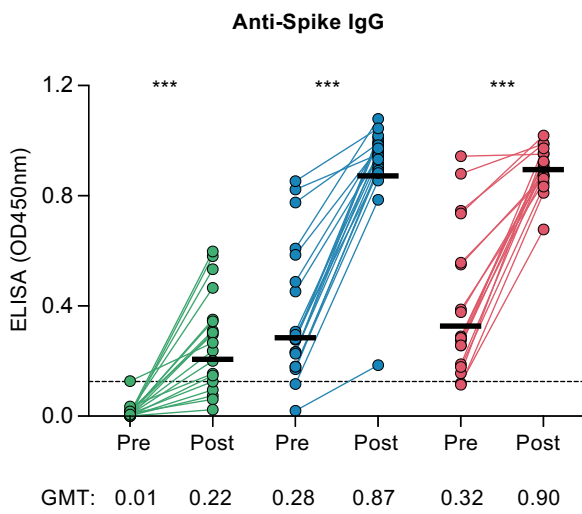 Anti-Spike IgG
*** *** ***
ELISA (OD450nm)
1.2
0.8
0.4
0.0
Pre Post Pre Post Pre Post
GMT: 0.01 0.22 0.28 0.87 0.32 0.90